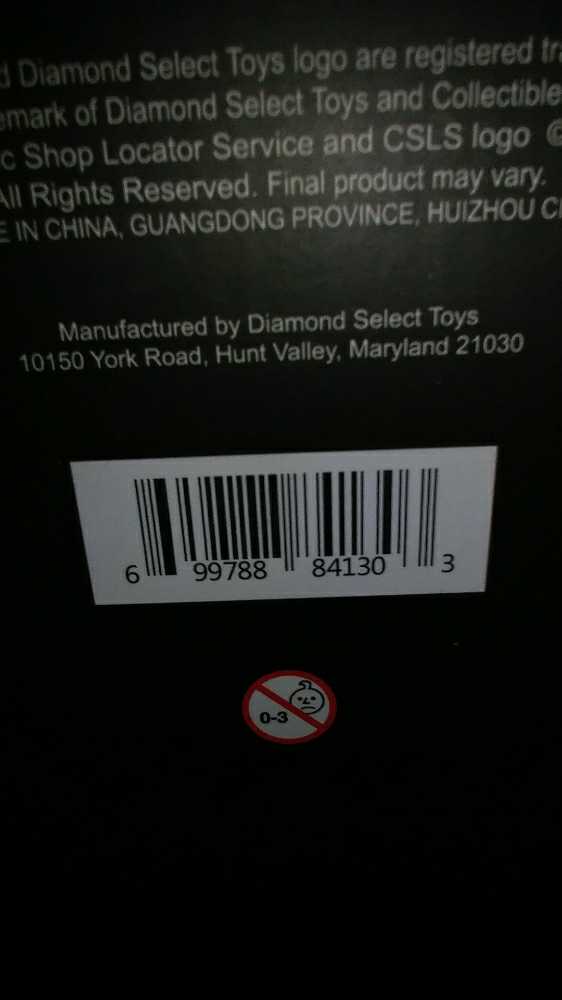 d Diamond Select Toys logo are registered tra
emark of Diamond Select Toys and Collectible
c Shop Locator Service and CSLS logo ©
All Rights Reserved. Final product may vary.
E IN CHINA, GUANGDONG PROVINCE, HUIZHOU CI
Manufactured by Diamond Select Toys
10150 York Road, Hunt Valley, Maryland 21030
6 99788 84130 3
0-3